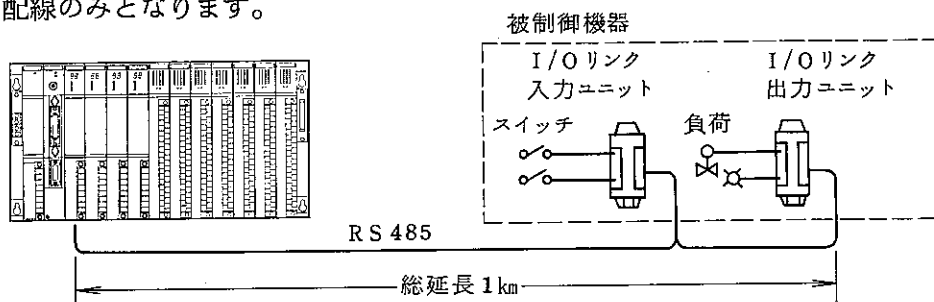 配線のみとなります。
被制御機器
I/Oリンク
入力ユニット
I/Oリンク
出力ユニット
スイッチ
負荷
RS485
総延長1km